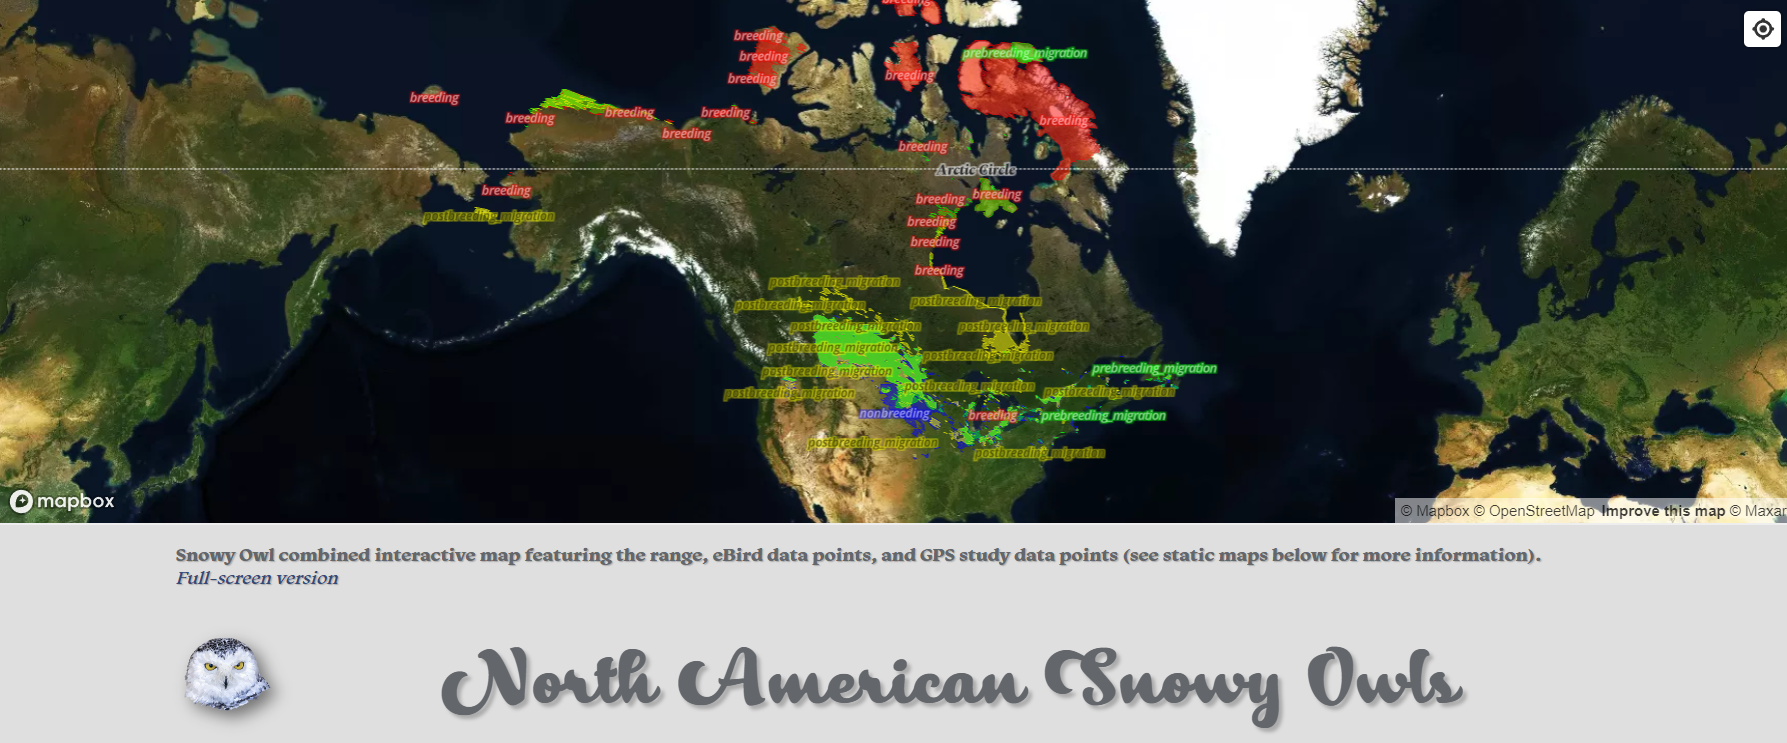 breeding
breeding
breeding
prebreeding_migration
breeding
breeding
breeding
breeding
breeding
breeding
breeding
breeding
breeding
breeding
Arctic Circle
breeding
breeding
breeding
postbreeding_migration
breeding
breeding
breeding
postbreeding_migration
postbreeding_migration
postbreeding_migration
postbreeding_migration
postbreeding_migration
postbreeding_migration
postbreeding_migration
prebreeding_migration
postbreeding_migration
postbreeding_migration
postbreeding_migration
postbreeding_migration
nonbreeding
breeding
prebreeding_migration
postbreeding_migration
postbreeding_migration
mapbox
© Mapbox © OpenStreetMap Improve this map © Maxar
Snowy Owl combined interactive map featuring the range, eBird data points, and GPS study data points (see static maps below for more information).
Full-screen version
North American Snowy Owls